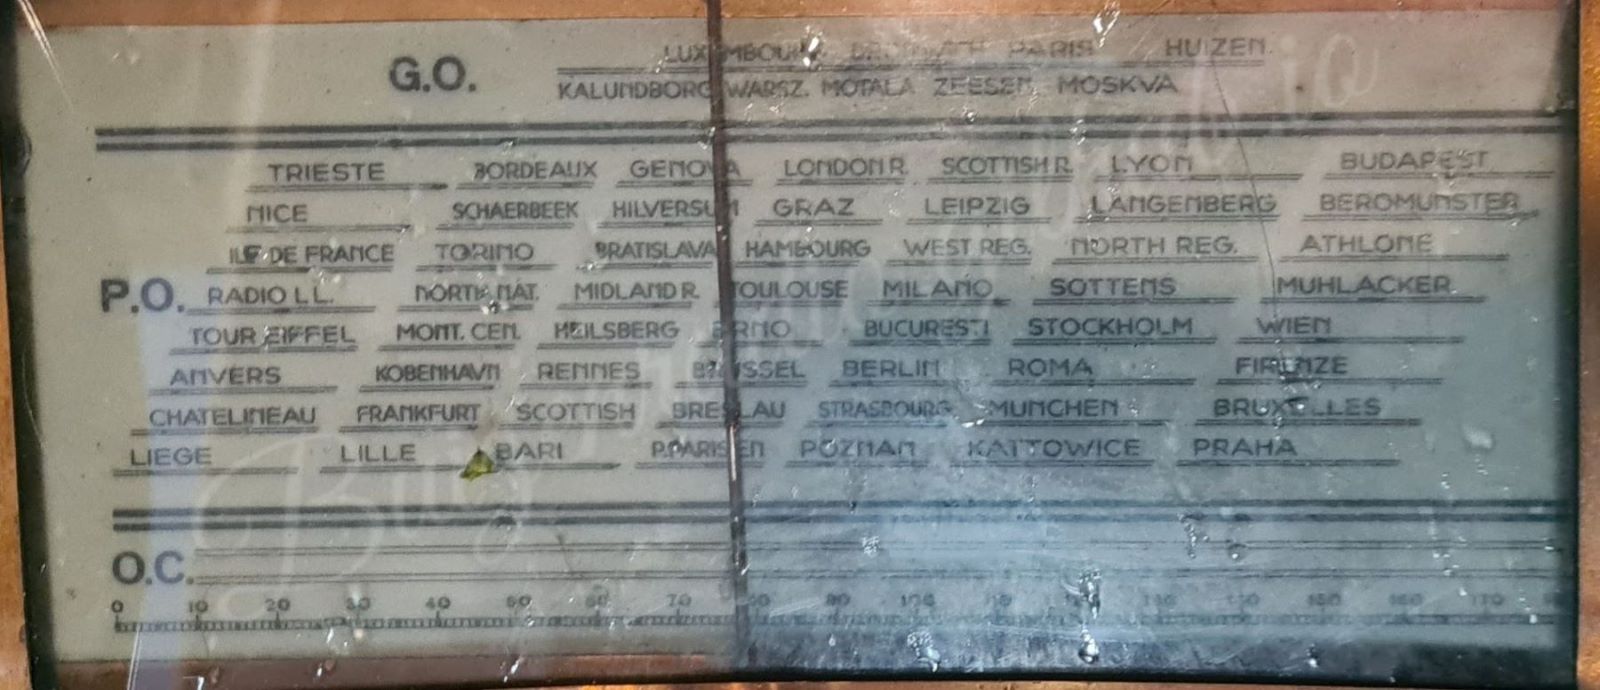 G.O. LUXEMBOURG DROITWICH PARIS HUIZEN
KALUNDBORG WARSZ. MOTALA ZEESEN MOSKVA
TRIESTE BORDEAUX GENOVA LONDON R. SCOTTISH R. LYON BUDAPEST
NICE SCHAERBEEK HILVERSUM GRAZ LEIPZIG LANGENBERG BEROMUNSTER
ILE DE FRANCE TORINO BRATISLAVA HAMBOURG WEST REG. NORTH REG. ATHLONE
P.O. RADIO L L. NORTH NAT. MIDLAND R. TOULOUSE MILANO SOTTENS MUHLACKER
TOUR EIFFEL MONT. CEN. HEILSBERG BRNO BUCURESTI STOCKHOLM WIEN
ANVERS KOBENHAVN RENNES BRUSSEL BERLIN ROMA FIRENZE
CHATELINEAU FRANKFURT SCOTTISH BRESLAU STRASBOURG MUNCHEN BRUXELLES
LIEGE LILLE BARI P.PARISIEN POZNAN KATTOWICE PRAHA
O.C.
0 10 20 30 40 50 60 70 80 90 100 110 130 140 150 160 170